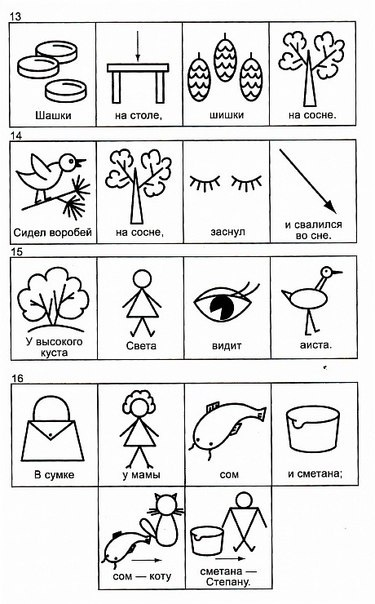 13
Шашки
на столе,
шишки
на сосне.
14
Сидел воробей
на сосне,
заснул
и свалился
во сне.
15
У высокого
куста
Света
видит
аиста.
16
В сумке
у мамы
сом
и сметана;
сом — коту
сметана —
Степану.